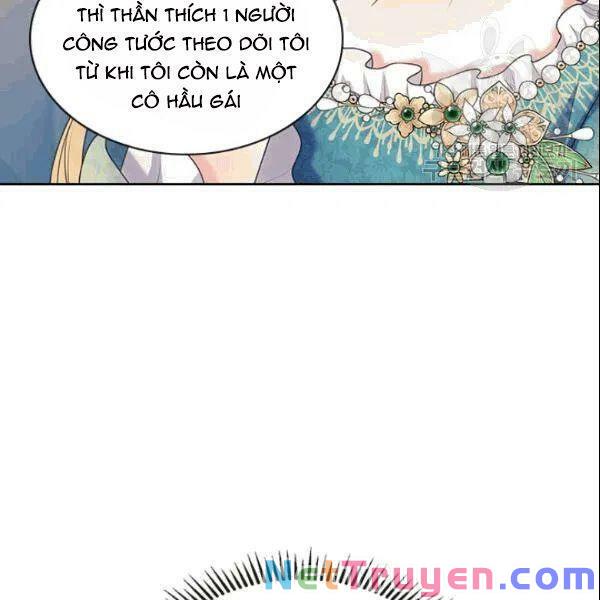 THÌ THẦN THÍCH 1 NGƯỜI
CÔNG TƯỚC THEO DÕI TÔI
TỪ KHI TÔI CÒN LÀ MỘT
CÔ HẦU GÁI
NetTruyen.com